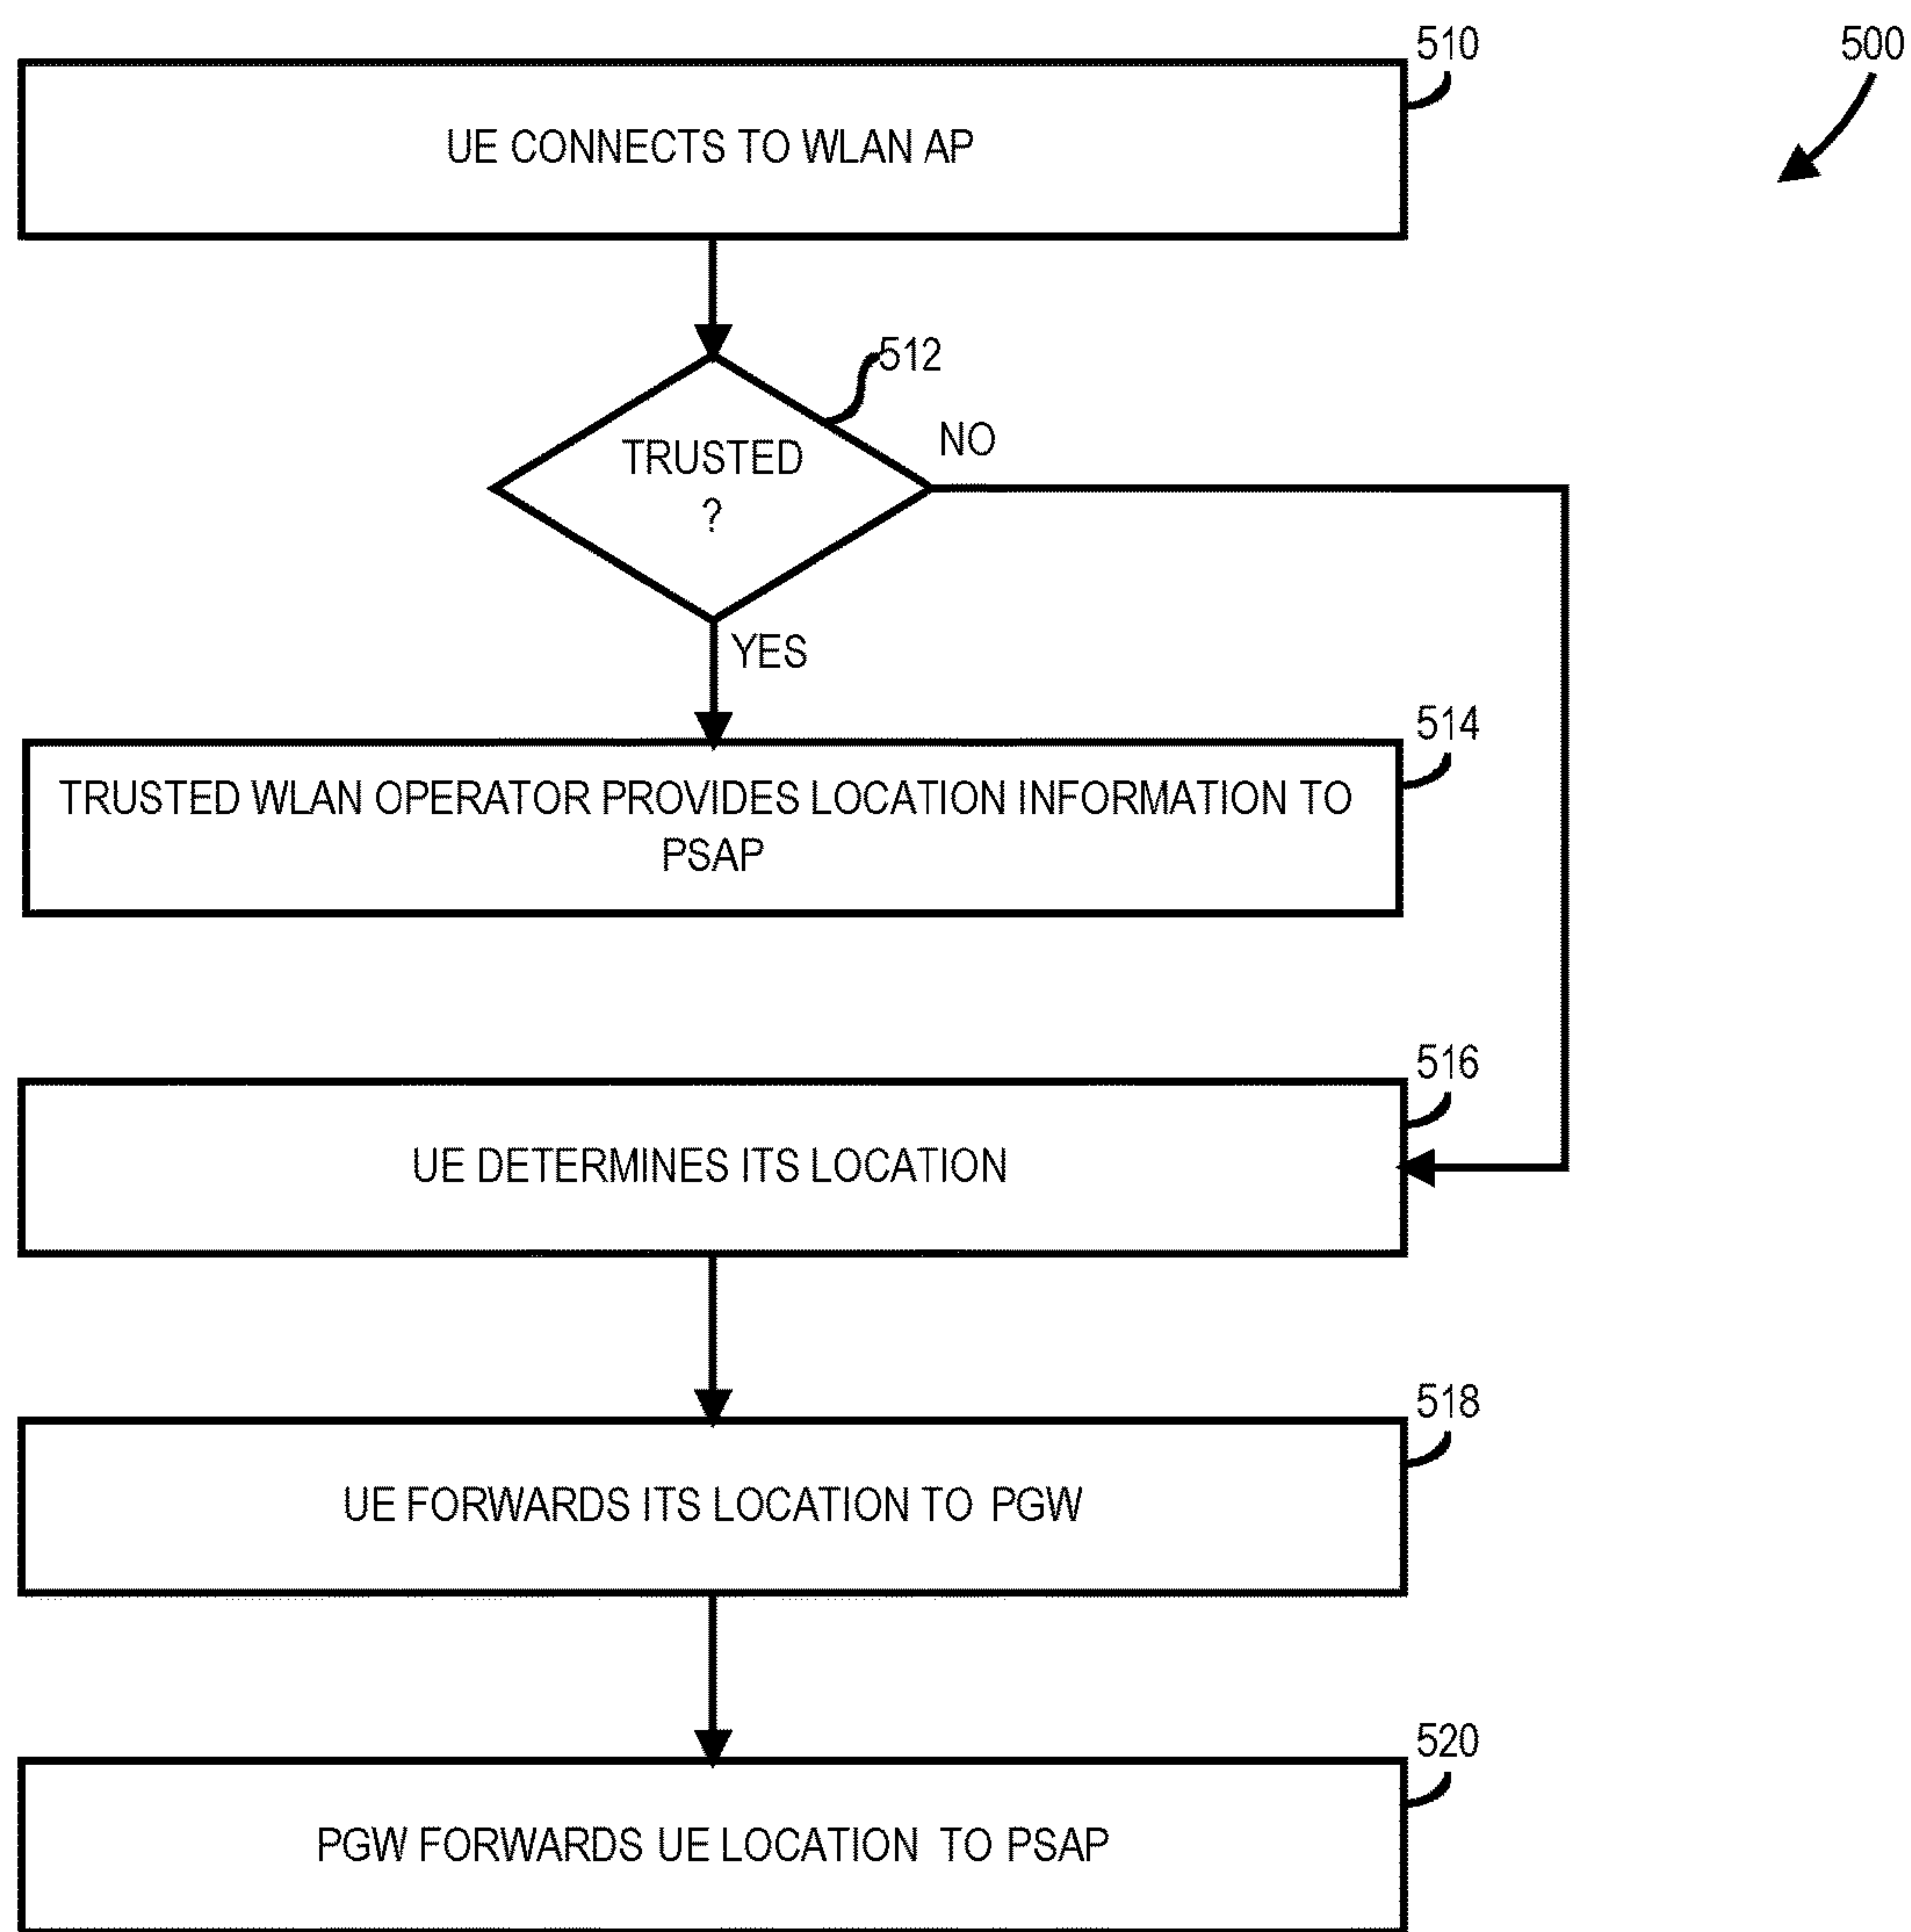 510
500
UE CONNECTS TO WLAN AP
512
NO
TRUSTED
?
YES
514
TRUSTED WLAN OPERATOR PROVIDES LOCATION INFORMATION TO
PSAP
516
UE DETERMINES ITS LOCATION
518
UE FORWARDS ITS LOCATION TO PGW
520
PGW FORWARDS UE LOCATION TO PSAP